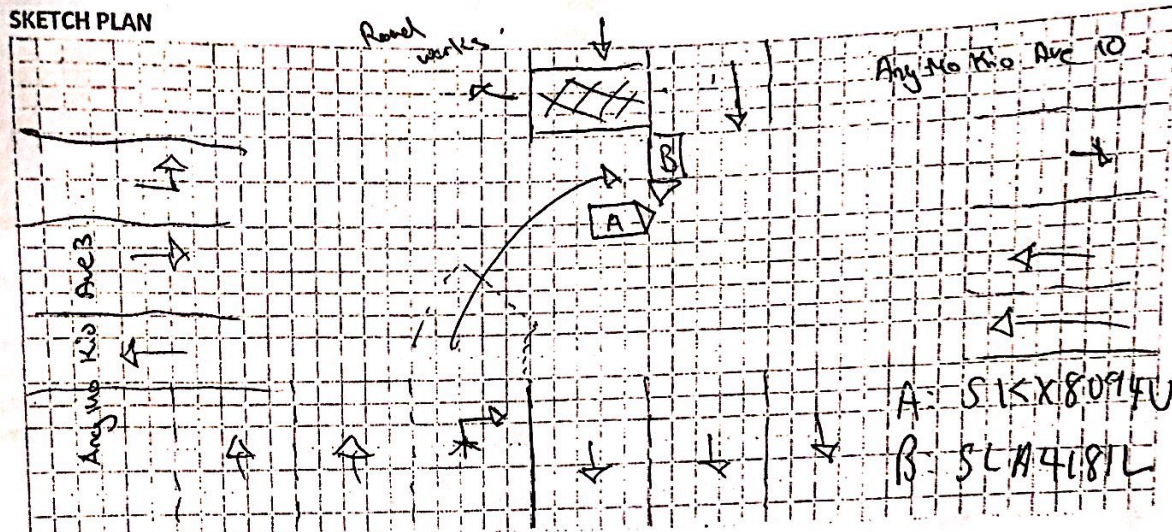 SKETCH PLAN
Road
works.
Ang Mo Kio Ave 10
B
A
Ang Mo Kio Ave 3
A: SKX8094U
B: SLA4181L